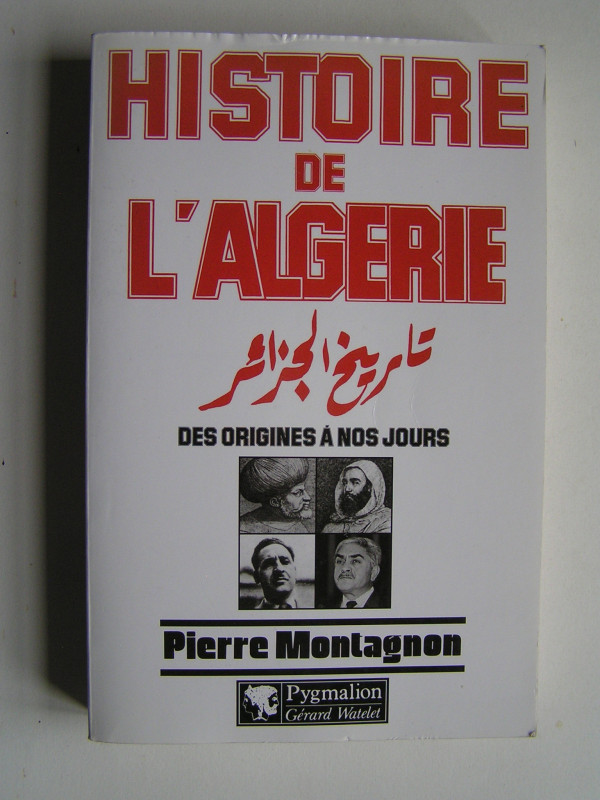 HISTOIRE
DE
L'ALGERIE
تاريخ الجزائر
DES ORIGINES À NOS JOURS
Pierre Montagnon
Pygmalion
Gérard Watelet